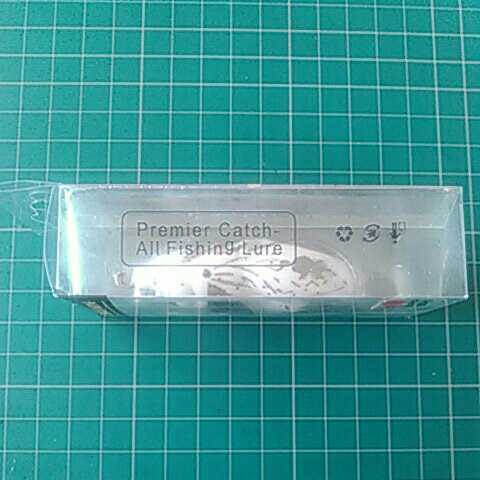 Premier Catch-
All Fishing Lure